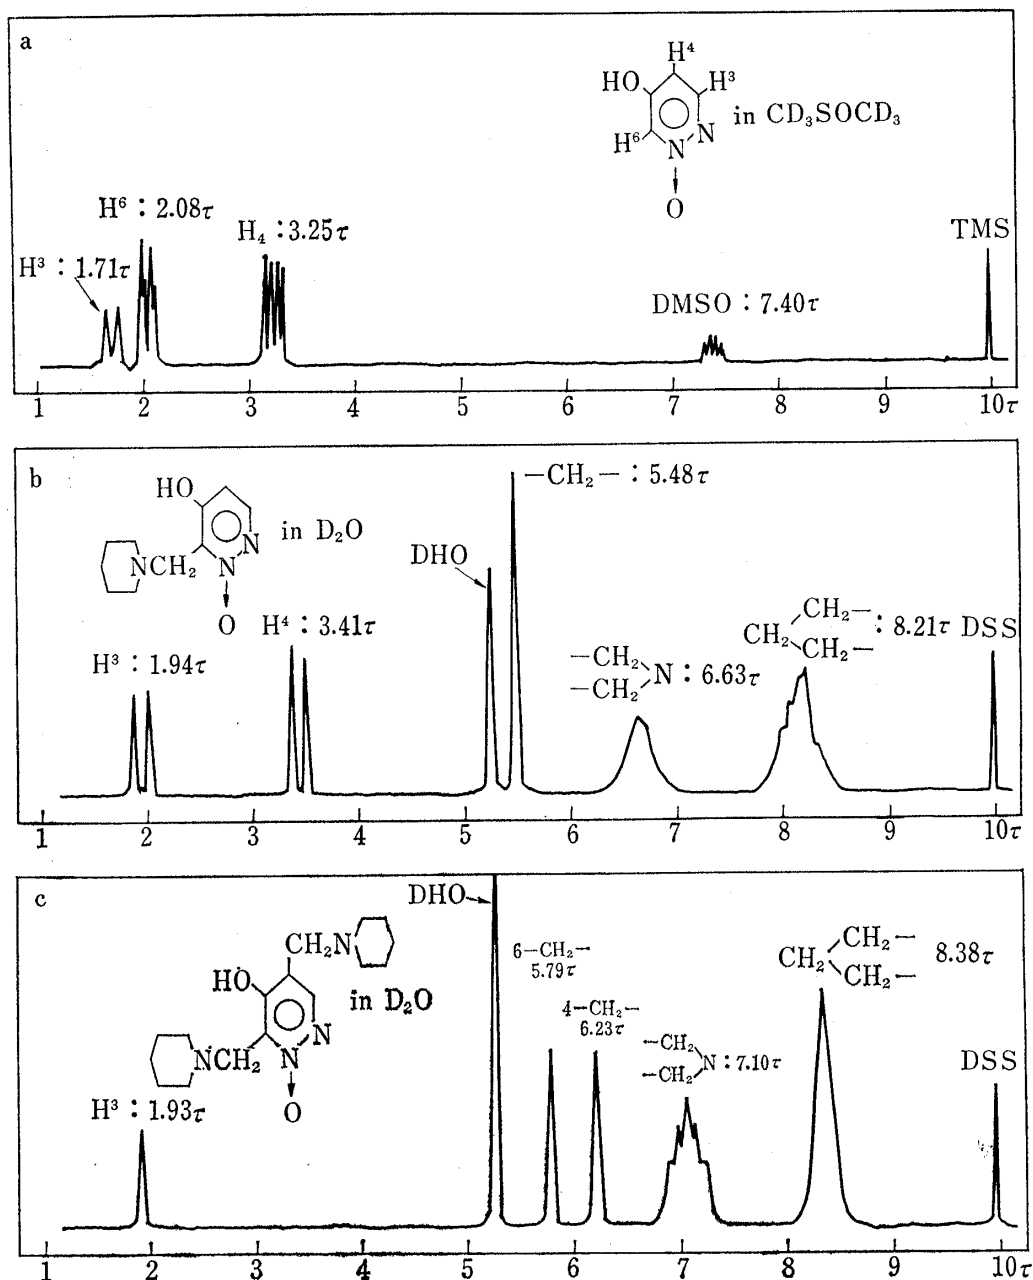 a
H⁴
HO
H³
H⁶
N
N
O
in CD₃SOCD₃
H³ : 1.71τ
H⁶ : 2.08τ
H₄ : 3.25τ
DMSO : 7.40τ
TMS
1 2 3 4 5 6 7 8 9 10τ
b
HO
NCH₂
N
N
O
in D₂O
H³ : 1.94τ
H⁴ : 3.41τ
DHO
—CH₂— : 5.48τ
—CH₂
—CH₂
N : 6.63τ
CH₂—
CH₂
CH₂—
: 8.21τ
DSS
1 2 3 4 5 6 7 8 9 10τ
c
CH₂N
HO
NCH₂
N
N
O
in D₂O
H³ : 1.93τ
DHO
6—CH₂—
5.79τ
4—CH₂—
6.23τ
—CH₂
—CH₂
N : 7.10τ
CH₂—
CH₂
CH₂—
8.38τ
DSS
1 2 3 4 5 6 7 8 9 10τ